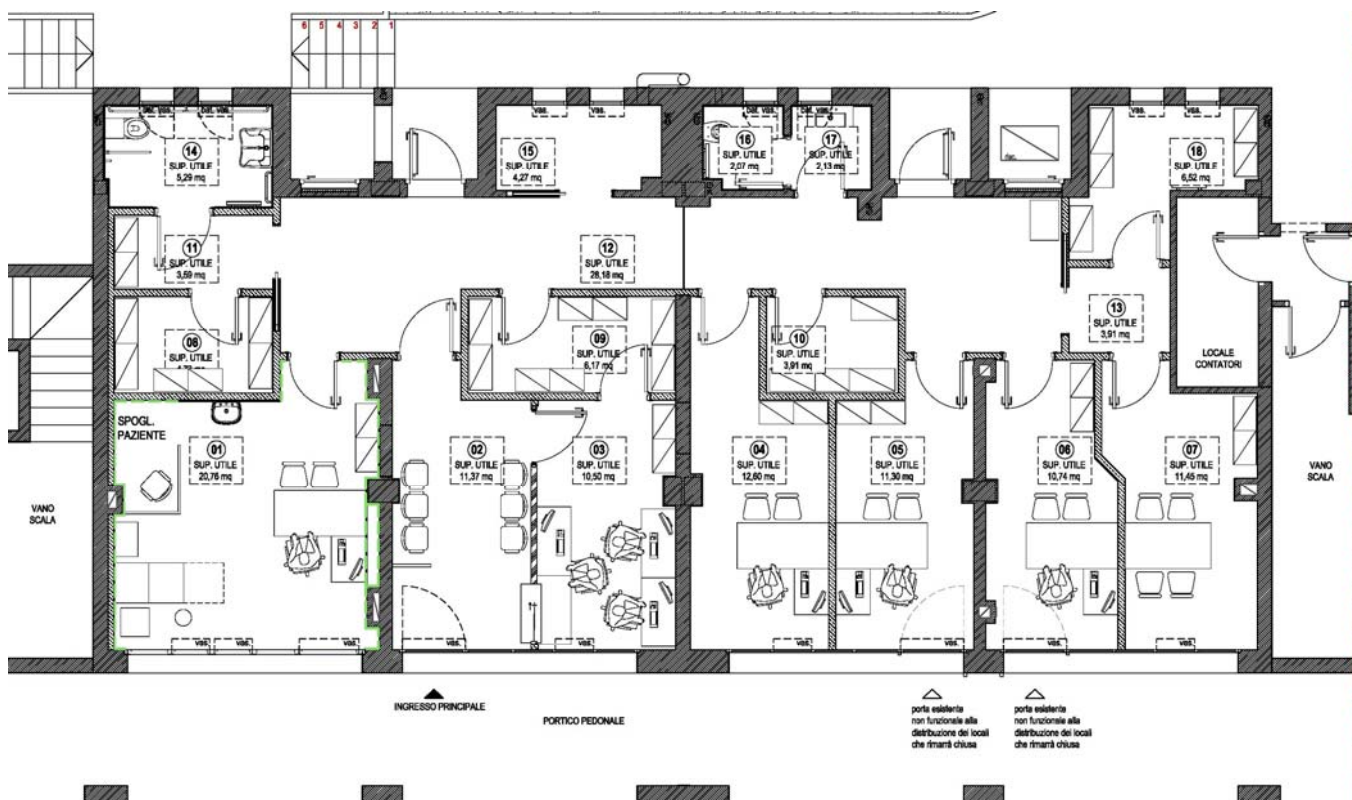 6 5 4 3 2 1
vas.
vas.
vas.
vas.
14
SUP. UTILE
5,29 mq
15
SUP. UTILE
4,27 mq
16
SUP. UTILE
2,07 mq
17
SUP. UTILE
2,13 mq
18
SUP. UTILE
6,52 mq
11
SUP. UTILE
3,59 mq
12
SUP. UTILE
28,18 mq
13
SUP. UTILE
3,91 mq
08
SUP. UTILE
09
SUP. UTILE
6,17 mq
10
SUP. UTILE
3,91 mq
LOCALE
CONTATORI
SPOGL.
PAZIENTE
01
SUP. UTILE
20,76 mq
02
SUP. UTILE
11,37 mq
03
SUP. UTILE
10,50 mq
04
SUP. UTILE
12,60 mq
05
SUP. UTILE
11,30 mq
06
SUP. UTILE
10,74 mq
07
SUP. UTILE
11,45 mq
VANO
SCALA
VANO
SCALA
vas.
vas.
vas.
vas.
vas.
vas.
vas.
vas.
vas.
INGRESSO PRINCIPALE
PORTICO PEDONALE
porta esistente
non funzionale alla
distribuzione dei locali
che rimarrà chiusa
porta esistente
non funzionale alla
distribuzione dei locali
che rimarrà chiusa